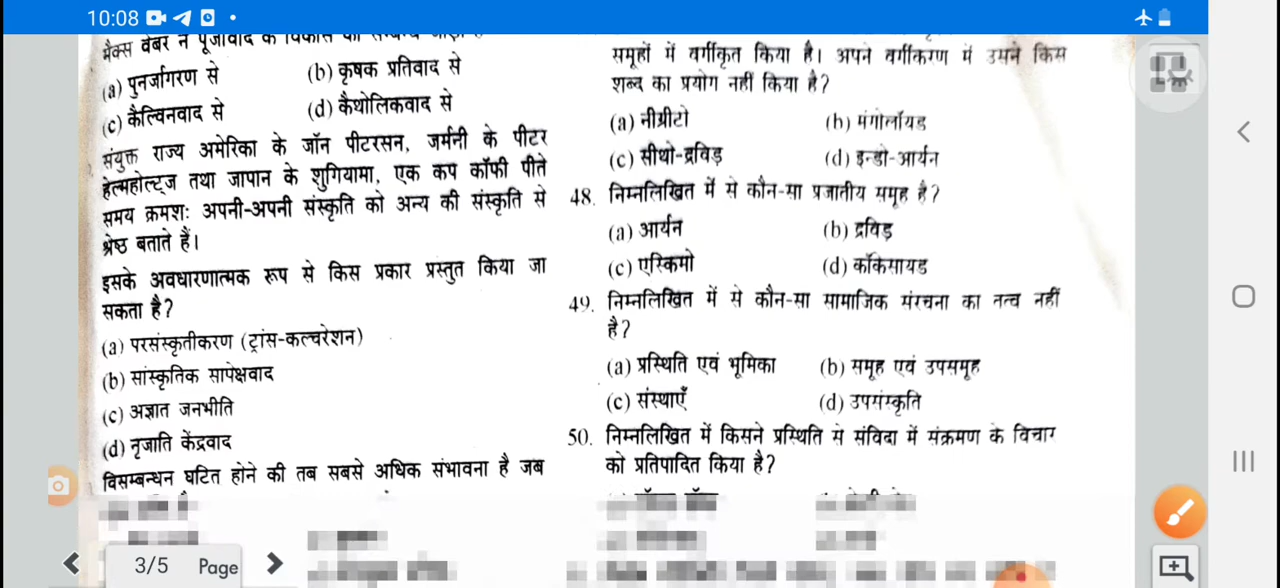 10:08
मैक्स वेबर ने पूंजीवाद के विकास का सम्बन्ध जोड़ा है
(a) पुनर्जागरण से
(b) कृषक प्रतिवाद से
(c) कैल्विनवाद से
(d) कैथोलिकवाद से
संयुक्त राज्य अमेरिका के जॉन पीटरसन, जर्मनी के पीटर
हेल्महोल्ट्ज तथा जापान के शुगियामा, एक कप कॉफी पीते
समय क्रमशः अपनी-अपनी संस्कृति को अन्य की संस्कृति से
श्रेष्ठ बताते हैं।
इसके अवधारणात्मक रूप से किस प्रकार प्रस्तुत किया जा
सकता है?
(a) परसंस्कृतीकरण (ट्रांस-कल्चरेशन)
(b) सांस्कृतिक सापेक्षवाद
(c) अज्ञात जनभीति
(d) नृजाति केंद्रवाद
विसम्बन्धन घटित होने की तब सबसे अधिक संभावना है जब
समूहों में वर्गीकृत किया है। अपने वर्गीकरण में उसने किस
शब्द का प्रयोग नहीं किया है?
(a) नीग्रीटो
(b) मंगोलॉयड
(c) सीथो-द्रविड़
(d) इन्डो-आर्यन
48. निम्नलिखित में से कौन-सा प्रजातीय समूह है?
(a) आर्यन
(b) द्रविड़
(c) एस्किमो
(d) कॉकेसायड
49. निम्नलिखित में से कौन-सा सामाजिक संरचना का तत्व नहीं
है?
(a) प्रस्थिति एवं भूमिका
(b) समूह एवं उपसमूह
(c) संस्थाएँ
(d) उपसंस्कृति
50. निम्नलिखित में किसने प्रस्थिति से संविदा में संक्रमण के विचार
को प्रतिपादित किया है?
3/5 Page